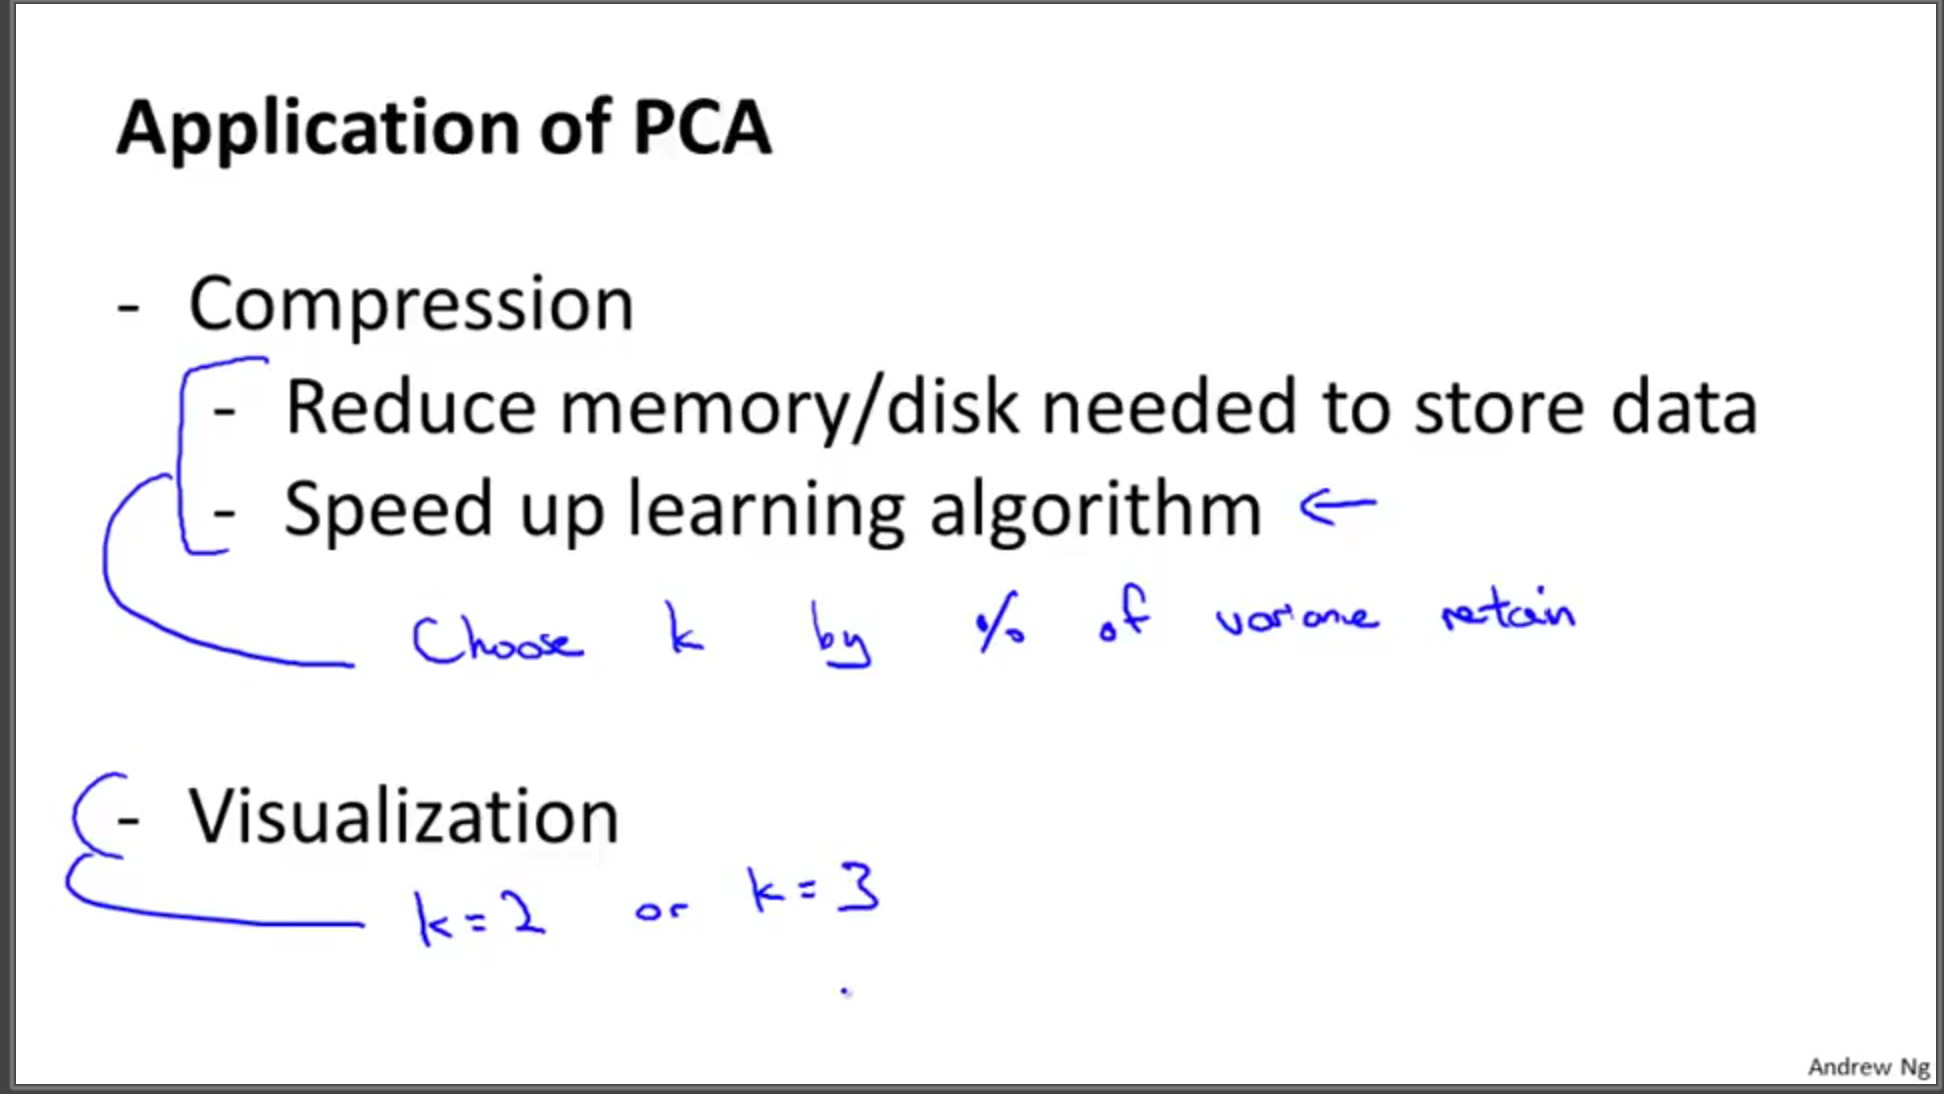 Application of PCA
- Compression
- Reduce memory/disk needed to store data
- Speed up learning algorithm ←
Choose k by % of variance retain
- Visualization
k=2 or k=3
Andrew Ng